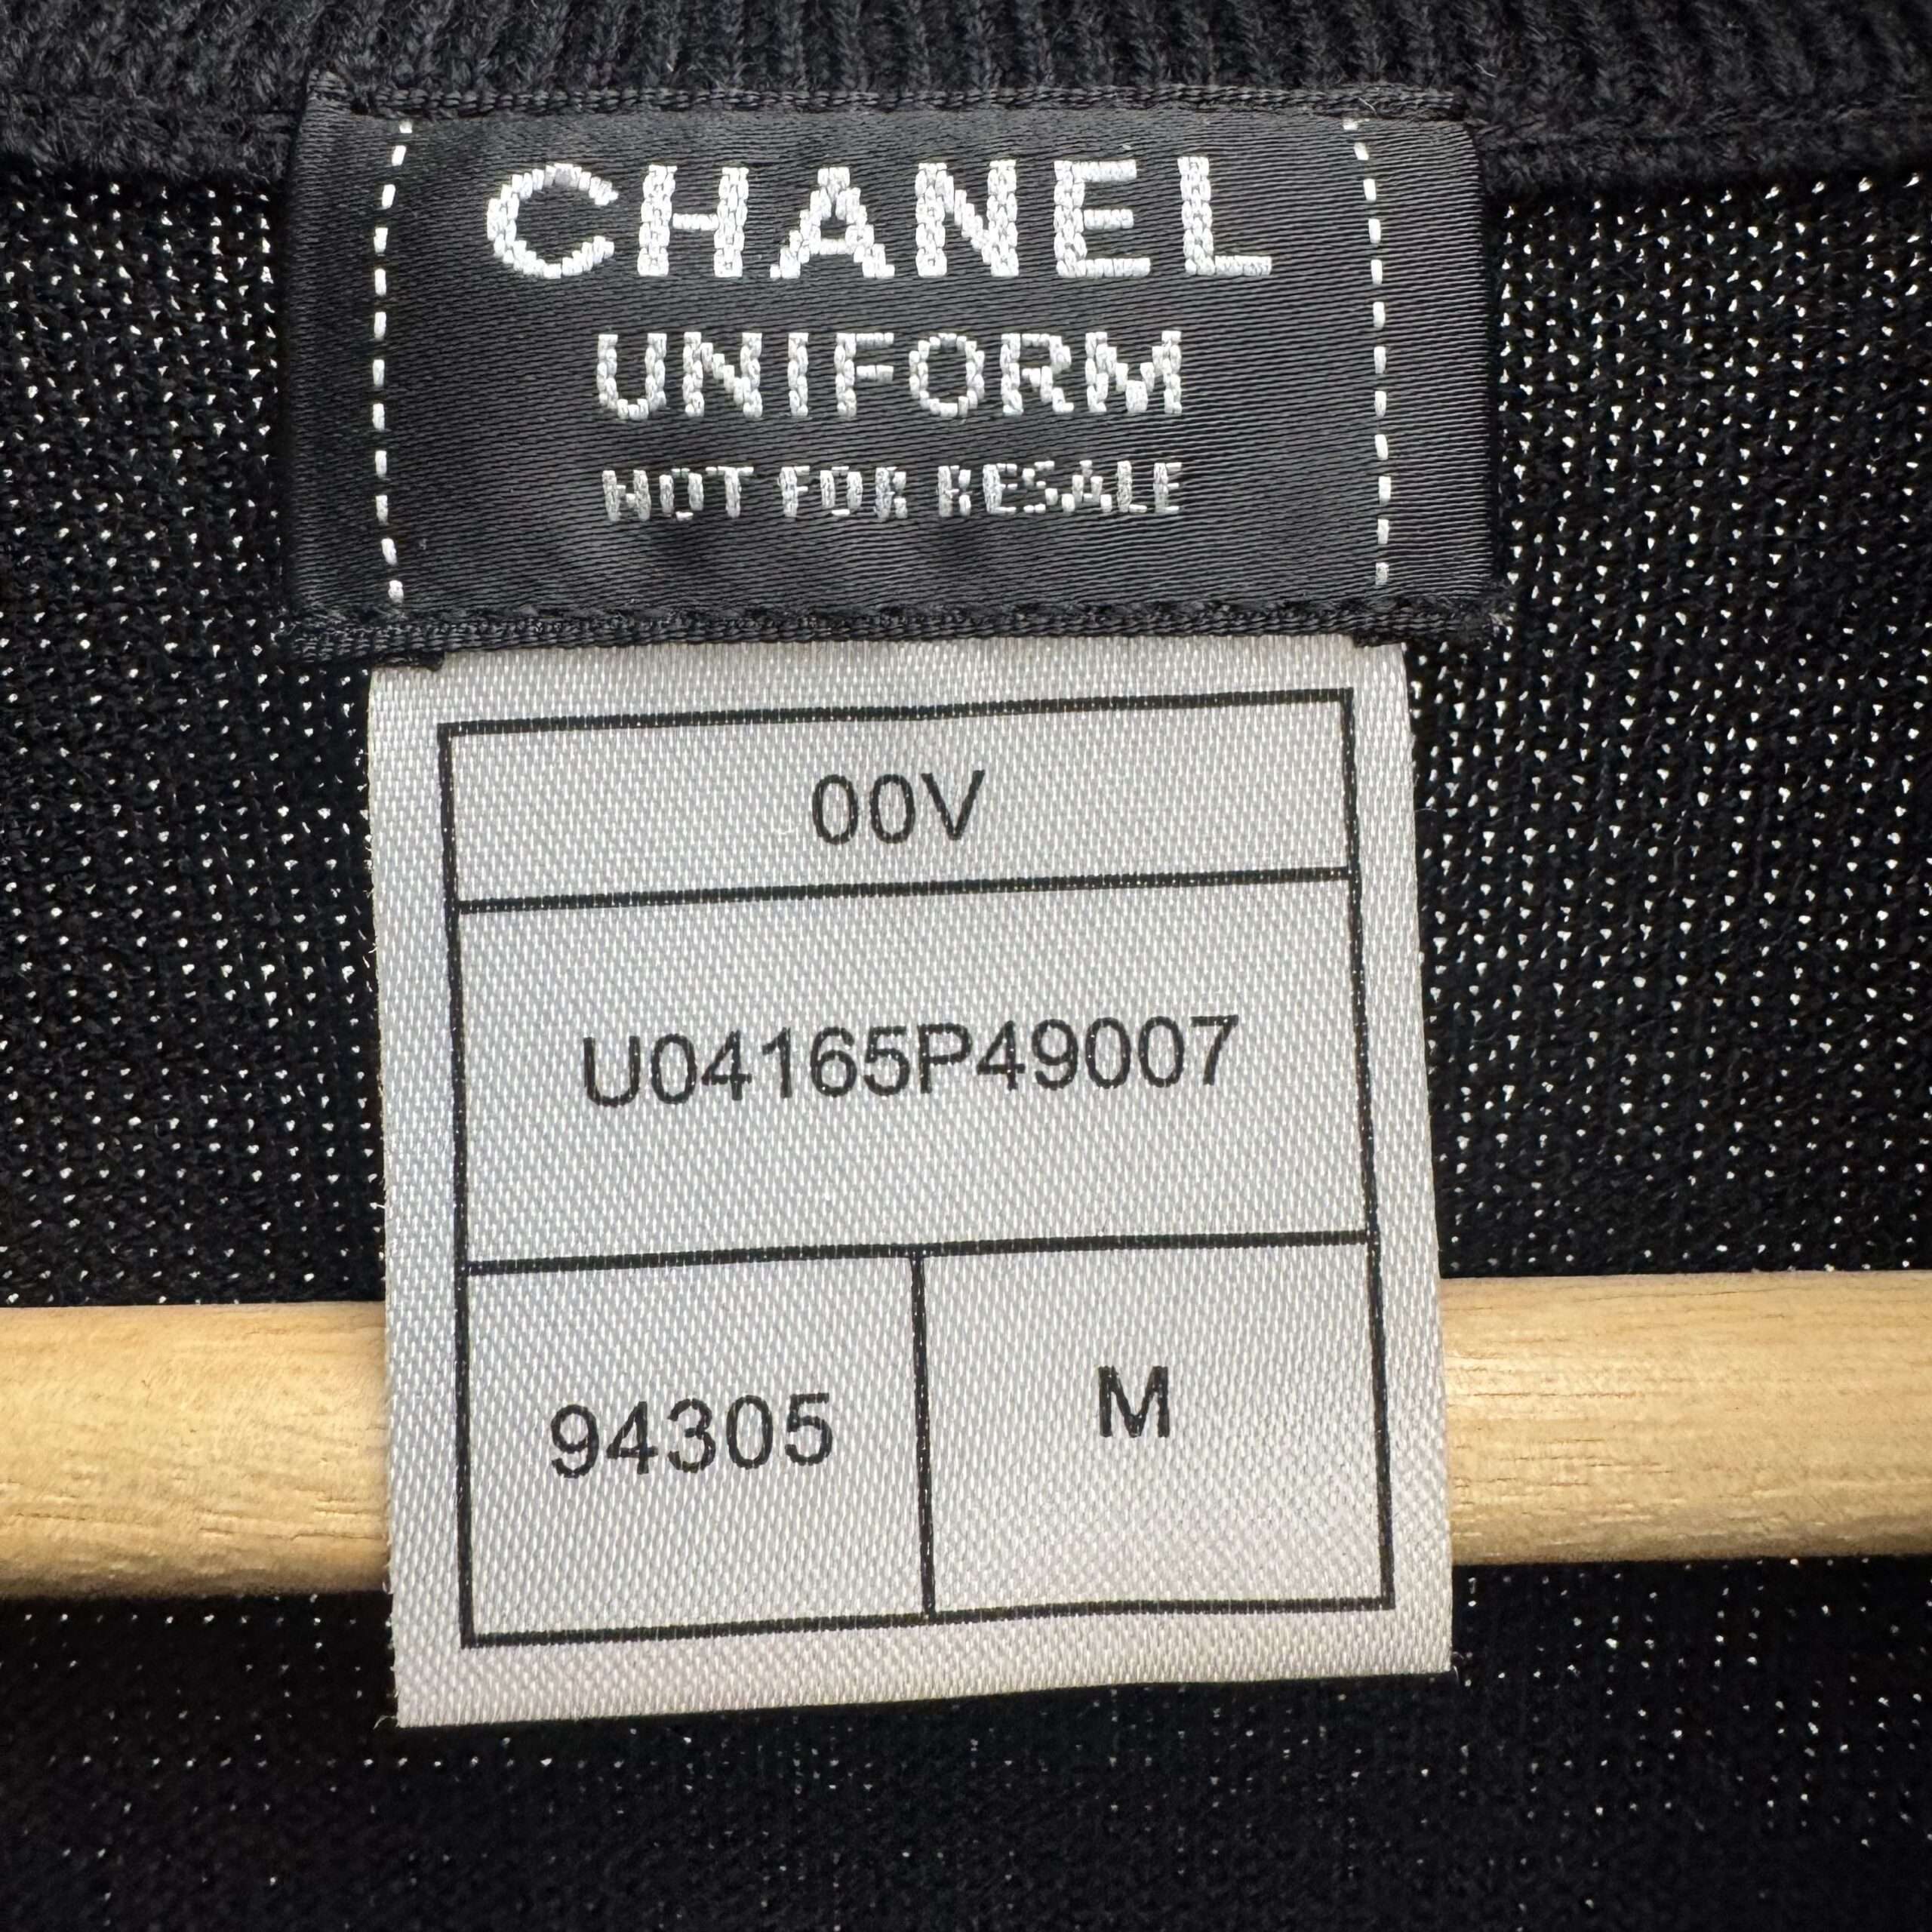 CHANEL
UNIFORM
NOT FOR RESALE
00V
U04165P49007
94305 M